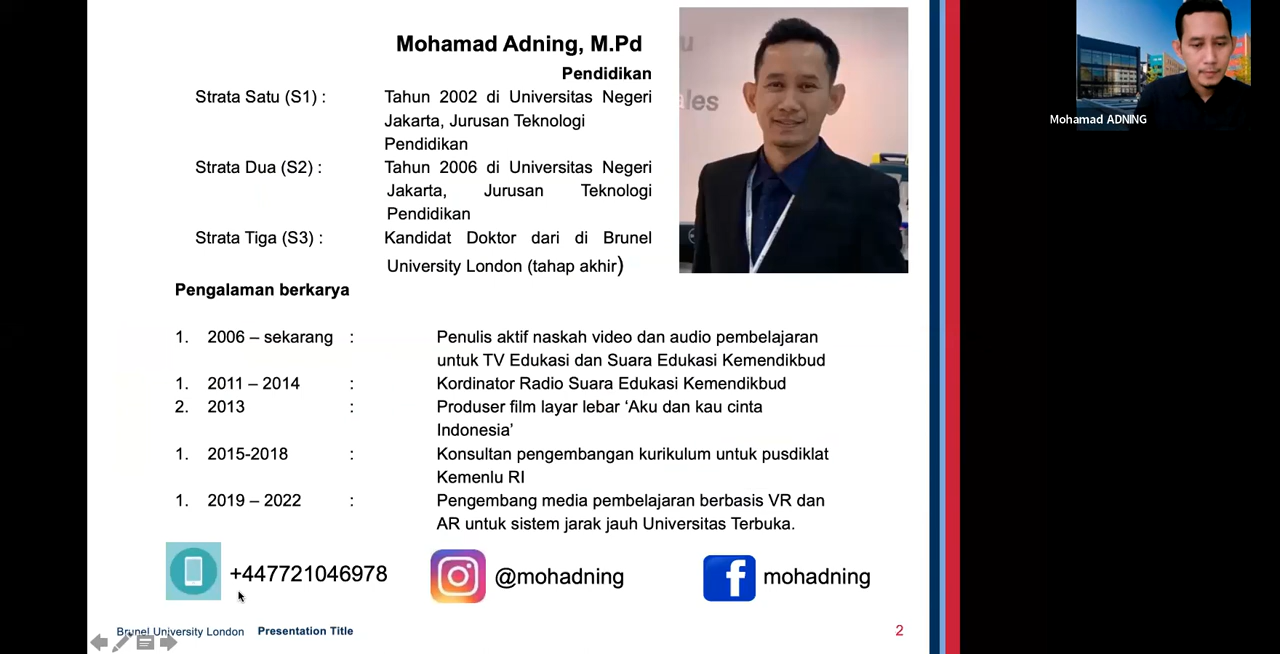 Mohamad Adning, M.Pd
Pendidikan
Strata Satu (S1) : Tahun 2002 di Universitas Negeri
Jakarta, Jurusan Teknologi
Pendidikan
Strata Dua (S2) : Tahun 2006 di Universitas Negeri
Jakarta, Jurusan Teknologi
Pendidikan
Strata Tiga (S3) : Kandidat Doktor dari di Brunel
University London (tahap akhir)
Pengalaman berkarya
1. 2006 – sekarang : Penulis aktif naskah video dan audio pembelajaran
untuk TV Edukasi dan Suara Edukasi Kemendikbud
1. 2011 – 2014 : Kordinator Radio Suara Edukasi Kemendikbud
2. 2013 : Produser film layar lebar ‘Aku dan kau cinta
Indonesia’
1. 2015-2018 : Konsultan pengembangan kurikulum untuk pusdiklat
Kemenlu RI
1. 2019 – 2022 : Pengembang media pembelajaran berbasis VR dan
AR untuk sistem jarak jauh Universitas Terbuka.
+447721046978 @mohadning mohadning
Brunel University London Presentation Title 2
Mohamad ADNING